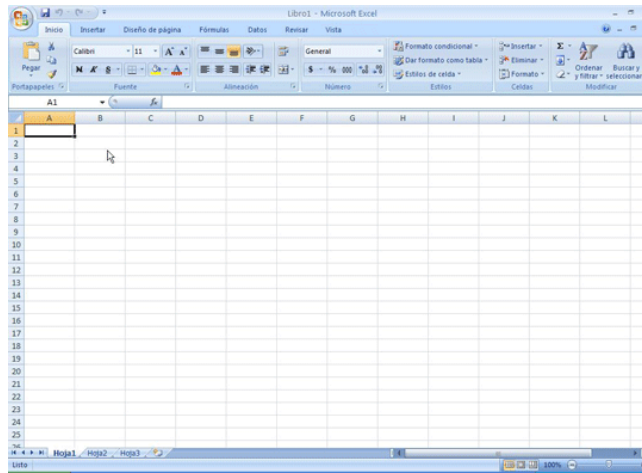 Libro1 - Microsoft Excel
Inicio Insertar Diseño de página Fórmulas Datos Revisar Vista
Pegar
Calibri 11 A A
N K S A
General
$ % 000
Formato condicional
Dar formato como tabla
Estilos de celda
Insertar
Eliminar
Formato
Σ
Ordenar y filtrar
Buscar y seleccionar
Portapapeles Fuente Alineación Número Estilos Celdas Modificar
A1 fx
A B C D E F G H I J K L
1
2
3
4
5
6
7
8
9
10
11
12
13
14
15
16
17
18
19
20
21
22
23
24
25
26
Hoja1 Hoja2 Hoja3
Listo 100%